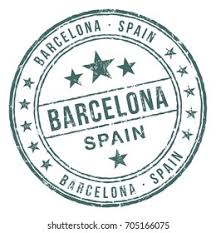 BARCELONA · SPAIN
BARCELONA
SPAIN
BARCELONA · SPAIN
shutterstock.com · 705166075